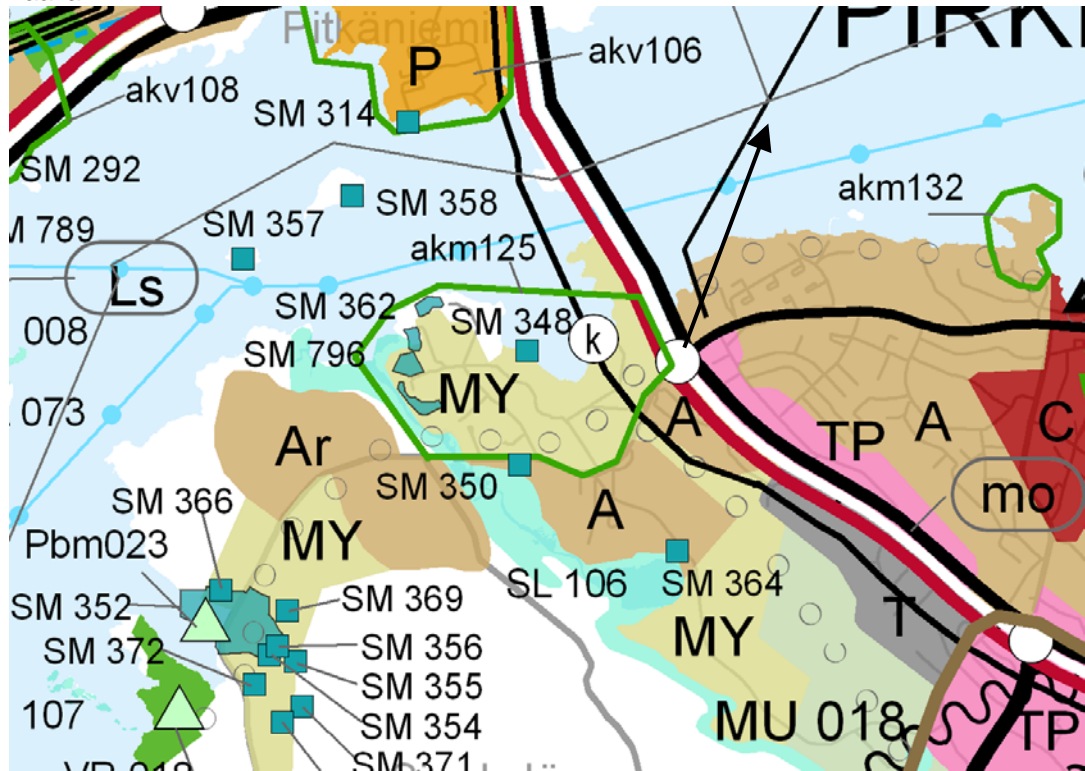 Pitkäniemi
PIRK
P
akv106
akv108
SM 314
SM 292
akm132
SM 358
SM 357
789
akm125
Ls
SM 362
SM 348
008
k
SM 796
MY
A
TP
A
C
073
Ar
SM 350
mo
SM 366
A
MY
Pbm023
SL 106
SM 364
SM 352
SM 369
T
MY
SM 372
SM 356
SM 355
107
SM 354
MU 018
TP
SM 371